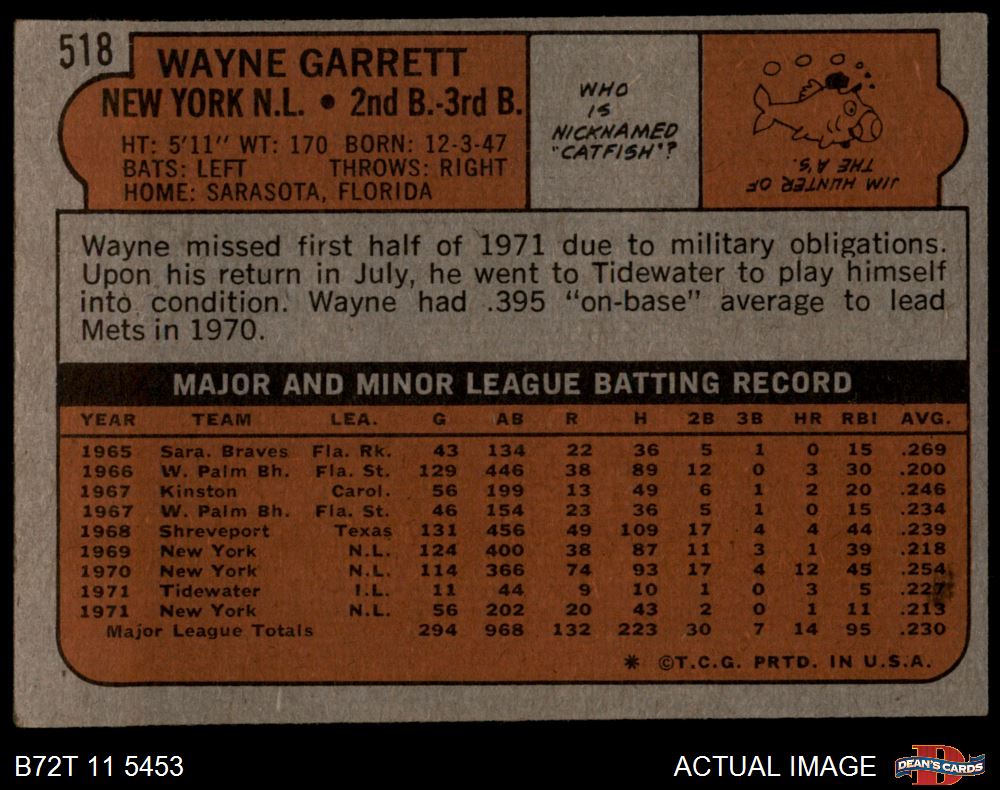 518
WAYNE GARRETT
NEW YORK N.L. • 2nd B.-3rd B.
HT: 5'11" WT: 170 BORN: 12-3-47
BATS: LEFT THROWS: RIGHT
HOME: SARASOTA, FLORIDA
WHO
IS
NICKNAMED
"CATFISH"?
JIM HUNTER OF
THE A'S.
Wayne missed first half of 1971 due to military obligations.
Upon his return in July, he went to Tidewater to play himself
into condition. Wayne had .395 "on-base" average to lead
Mets in 1970.
MAJOR AND MINOR LEAGUE BATTING RECORD
YEAR TEAM LEA. G AB R H 2B 3B HR RBI AVG.
1965 Sara. Braves Fla. Rk. 43 134 22 36 5 1 0 15 .269
1966 W. Palm Bh. Fla. St. 129 446 38 89 12 0 3 30 .200
1967 Kinston Carol. 56 199 13 49 6 1 2 20 .246
1967 W. Palm Bh. Fla. St. 46 154 23 36 5 1 0 15 .234
1968 Shreveport Texas 131 456 49 109 17 4 4 44 .239
1969 New York N.L. 124 400 38 87 11 3 1 39 .218
1970 New York N.L. 114 366 74 93 17 4 12 45 .254
1971 Tidewater I.L. 11 44 9 10 1 0 3 5 .227
1971 New York N.L. 56 202 20 43 2 0 1 11 .213
Major League Totals 294 968 132 223 30 7 14 95 .230
* ©T.C.G. PRTD. IN U.S.A.
B72T 11 5453
ACTUAL IMAGE
D
DEAN'S CARDS